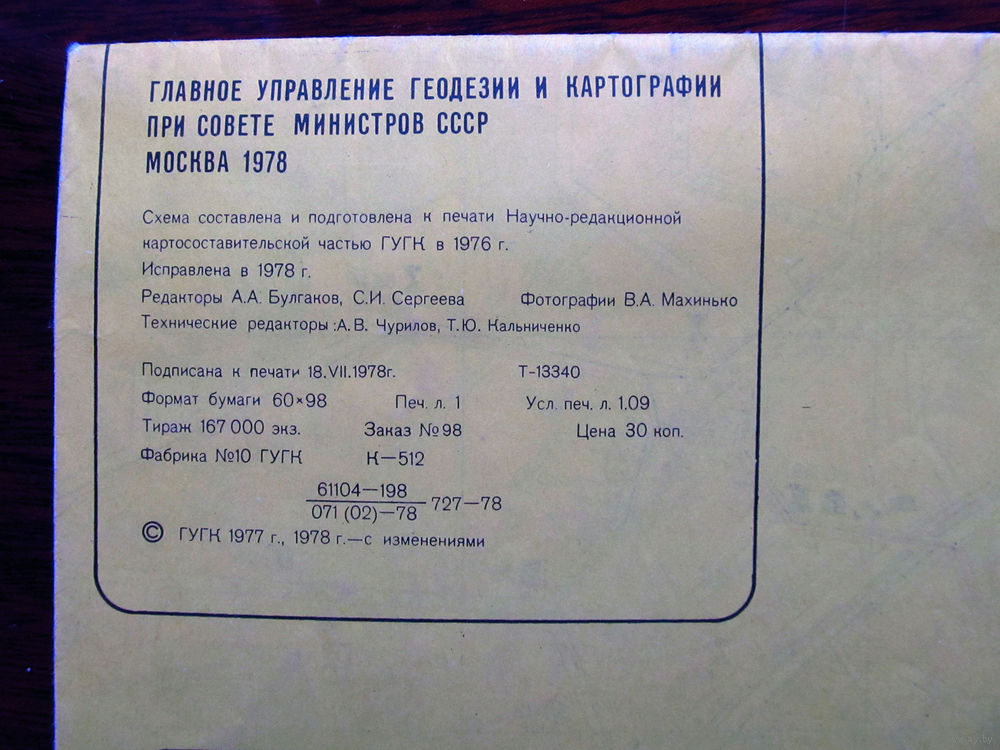 ГЛАВНОЕ УПРАВЛЕНИЕ ГЕОДЕЗИИ И КАРТОГРАФИИ
ПРИ СОВЕТЕ МИНИСТРОВ СССР
МОСКВА 1978
Схема составлена и подготовлена к печати Научно-редакционной
картосоставительской частью ГУГК в 1976 г.
Исправлена в 1978 г.
Редакторы А.А. Булгаков, С.И. Сергеева Фотографии В.А. Махинько
Технические редакторы: А.В. Чурилов, Т.Ю. Кальниченко
Подписана к печати 18.VII.1978г. Т-13340
Формат бумаги 60×98 Печ. л. 1 Усл. печ. л. 1.09
Тираж 167 000 экз. Заказ №98 Цена 30 коп.
Фабрика №10 ГУГК К—512
61104—198
071 (02)—78 727—78
© ГУГК 1977 г., 1978 г.—с изменениями